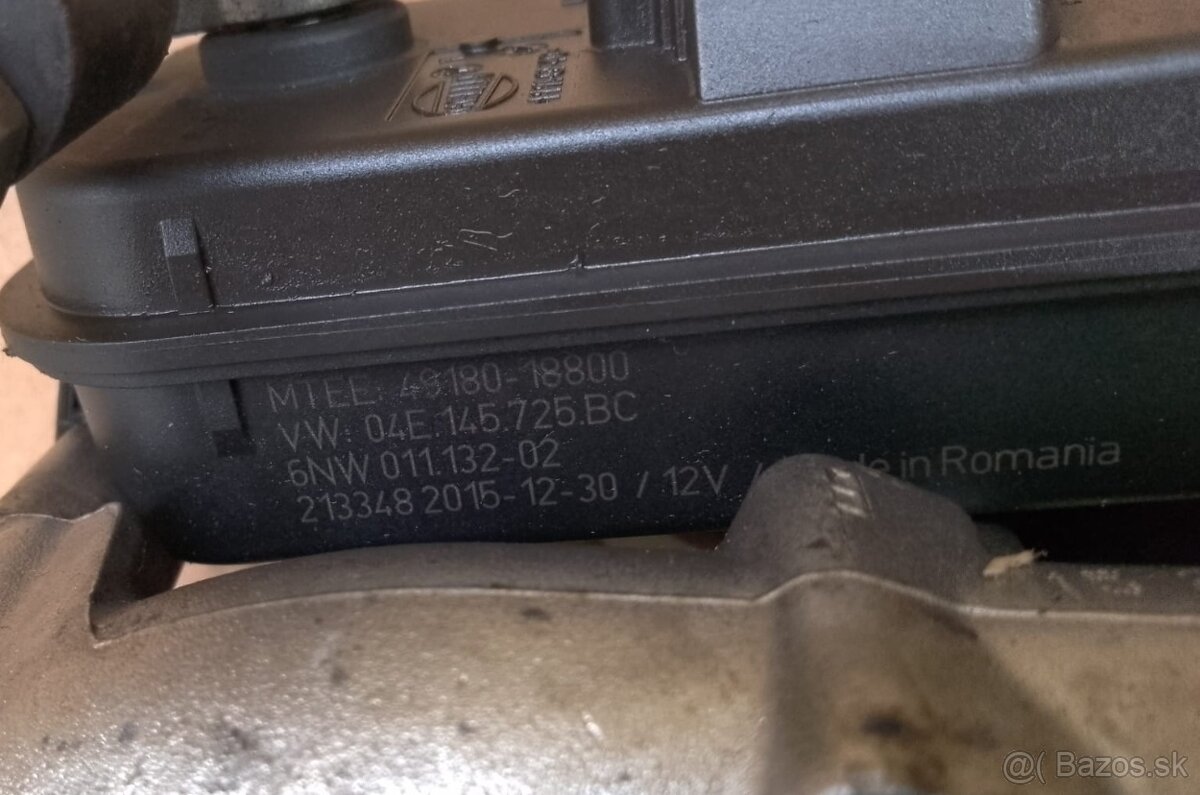 MTEE: 49180-18800
VW: 04E.145.725.BC
6NW 011.132-02
213348 2015-12-30 / 12V / in Romania
@( Bazos.sk